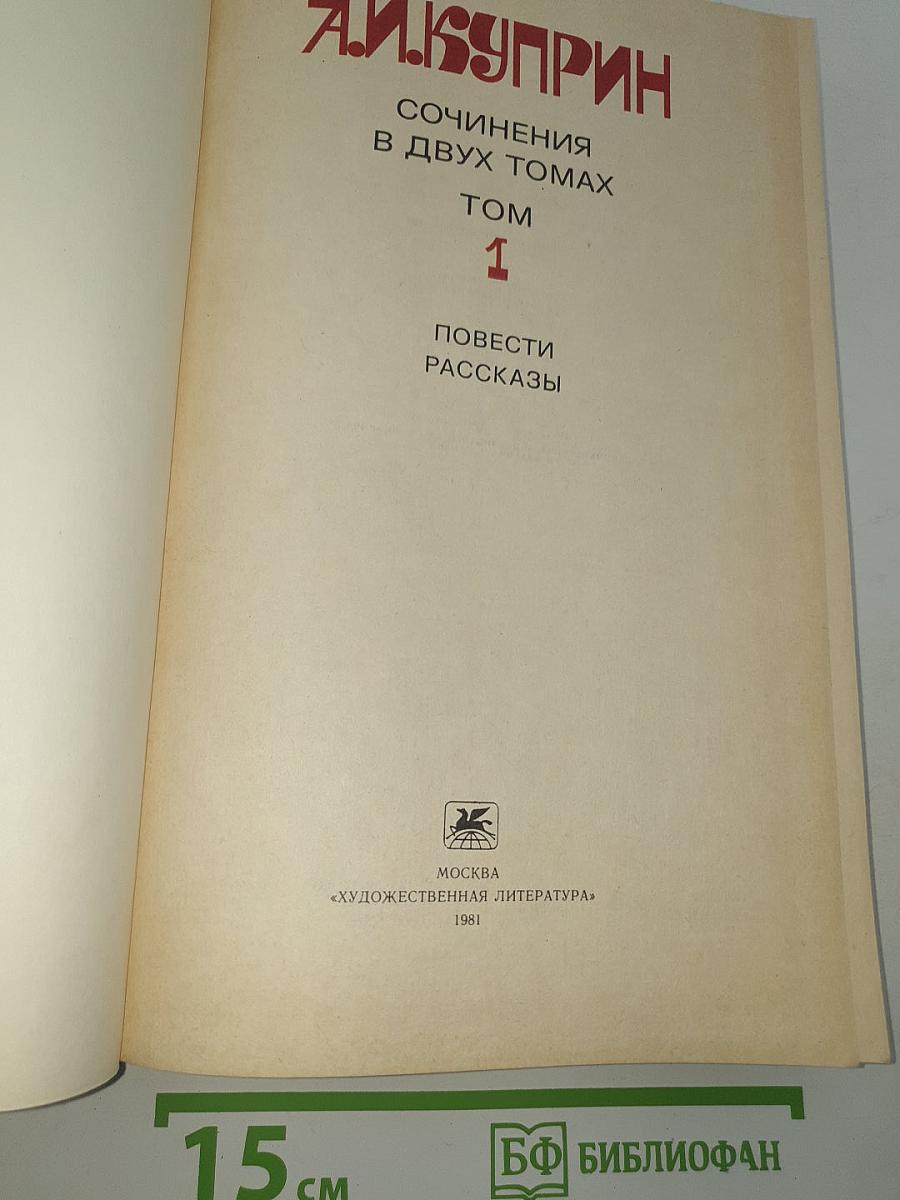 А.И.КУПРИН
СОЧИНЕНИЯ
В ДВУХ ТОМАХ
ТОМ
1
ПОВЕСТИ
РАССКАЗЫ
МОСКВА
«ХУДОЖЕСТВЕННАЯ ЛИТЕРАТУРА»
1981
15 см
БФ БИБЛИОФАН